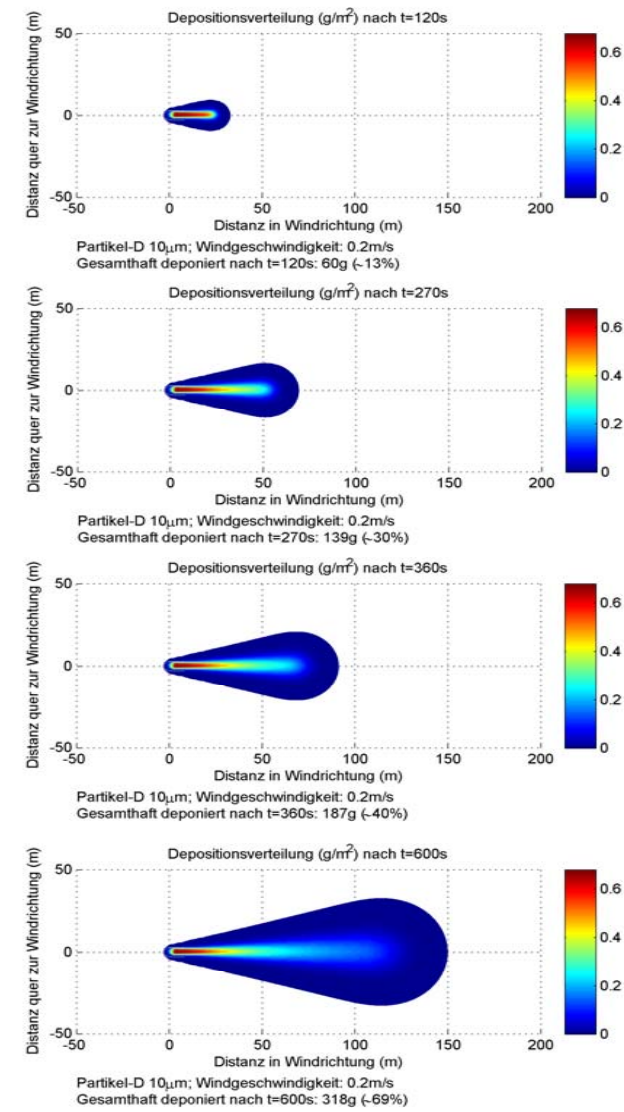 Depositionsverteilung (g/m²) nach t=120s
Distanz quer zur Windrichtung (m)
50
0
-50
-50 0 50 100 150 200
0.6
0.4
0.2
0
Distanz in Windrichtung (m)
Partikel-D 10µm; Windgeschwindigkeit: 0.2m/s
Gesamthaft deponiert nach t=120s: 60g (~13%)
Depositionsverteilung (g/m²) nach t=270s
Distanz quer zur Windrichtung (m)
50
0
-50
-50 0 50 100 150 200
0.6
0.4
0.2
0
Distanz in Windrichtung (m)
Partikel-D 10µm; Windgeschwindigkeit: 0.2m/s
Gesamthaft deponiert nach t=270s: 139g (~30%)
Depositionsverteilung (g/m²) nach t=360s
Distanz quer zur Windrichtung (m)
50
0
-50
-50 0 50 100 150 200
0.6
0.4
0.2
0
Distanz in Windrichtung (m)
Partikel-D 10µm; Windgeschwindigkeit: 0.2m/s
Gesamthaft deponiert nach t=360s: 187g (~40%)
Depositionsverteilung (g/m²) nach t=600s
Distanz quer zur Windrichtung (m)
50
0
-50
-50 0 50 100 150 200
0.6
0.4
0.2
0
Distanz in Windrichtung (m)
Partikel-D 10µm; Windgeschwindigkeit: 0.2m/s
Gesamthaft deponiert nach t=600s: 318g (~69%)